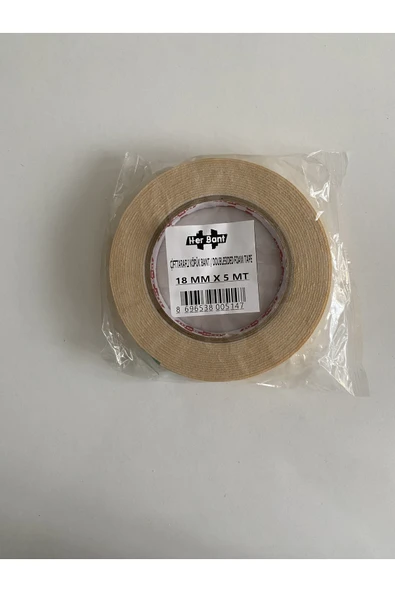 Her Bant
ÇİFTTARAFLI KÖPÜK BANT / DOUBLESIDED FOAM TAPE
18 MM X 5 MT
8 696538 005347